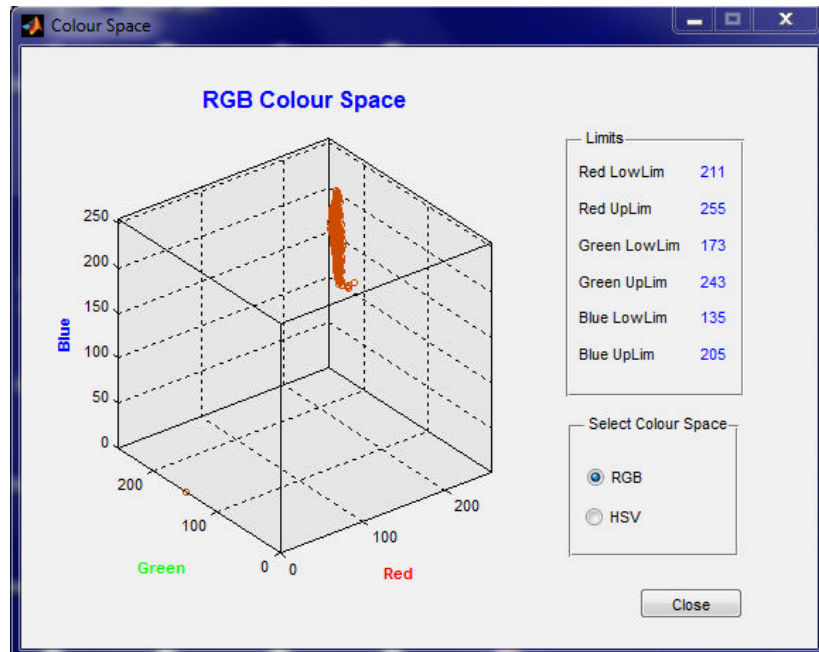 Colour Space
RGB Colour Space
250
200
150
100
50
0
Blue
200
100
0
Green
0
100
200
Red
Limits
Red LowLim 211
Red UpLim 255
Green LowLim 173
Green UpLim 243
Blue LowLim 135
Blue UpLim 205
Select Colour Space
RGB
HSV
Close